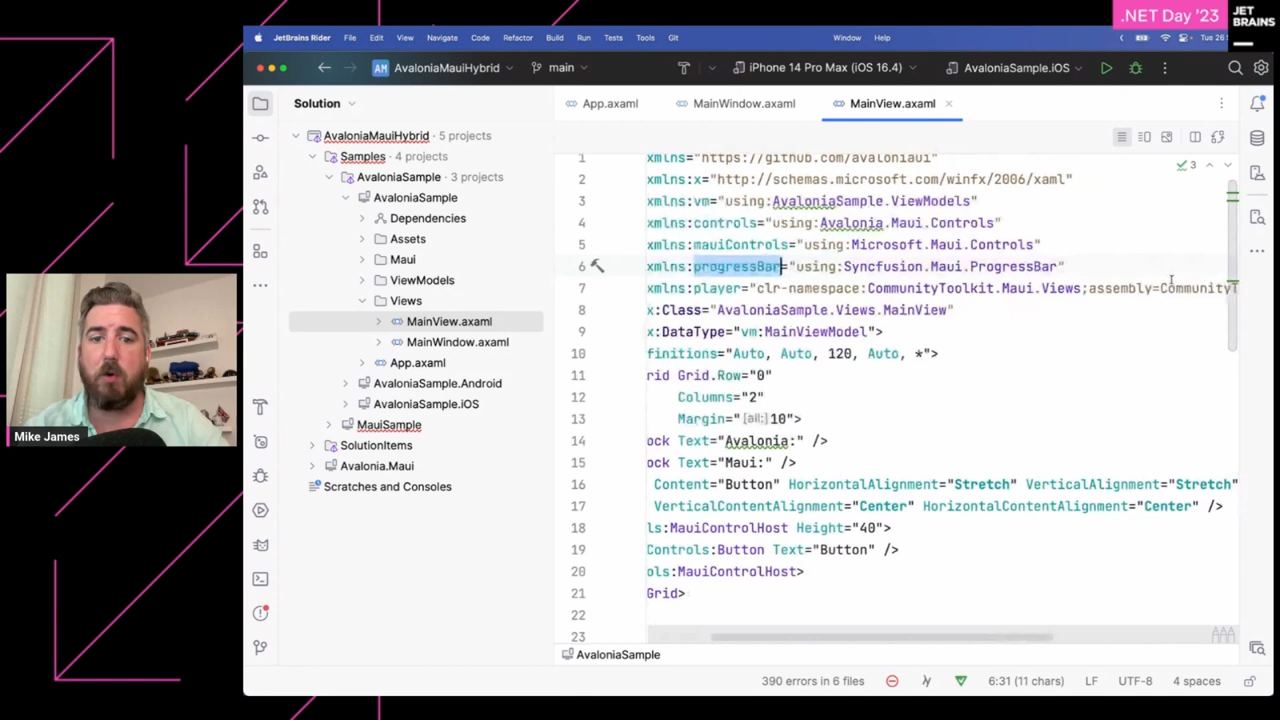 .NET Day '23
JET
BRAINS
JetBrains Rider File Edit View Navigate Code Refactor Build Run Tests Tools Git Window Help Tue 26
AM AvaloniaMauiHybrid main iPhone 14 Pro Max (iOS 16.4) AvaloniaSample.iOS
Solution
App.axaml MainWindow.axaml MainView.axaml
AvaloniaMauiHybrid · 5 projects
Samples · 4 projects
AvaloniaSample · 3 projects
AvaloniaSample
Dependencies
Assets
Maui
ViewModels
Views
MainView.axaml
MainWindow.axaml
App.axaml
AvaloniaSample.Android
AvaloniaSample.iOS
MauiSample
SolutionItems
Avalonia.Maui
Scratches and Consoles
3
1 xmlns="https://github.com/avaloniaui"
2 xmlns:x="http://schemas.microsoft.com/winfx/2006/xaml"
3 xmlns:vm="using:AvaloniaSample.ViewModels"
4 xmlns:controls="using:Avalonia.Maui.Controls"
5 xmlns:mauiControls="using:Microsoft.Maui.Controls"
6 xmlns:progressBar="using:Syncfusion.Maui.ProgressBar"
7 xmlns:player="clr-namespace:CommunityToolkit.Maui.Views;assembly=CommunityT
8 x:Class="AvaloniaSample.Views.MainView"
9 x:DataType="vm:MainViewModel">
10 finitions="Auto, Auto, 120, Auto, *">
11 rid Grid.Row="0"
12 Columns="2"
13 Margin="all:10">
14 ock Text="Avalonia:" />
15 ock Text="Maui:" />
16 Content="Button" HorizontalAlignment="Stretch" VerticalAlignment="Stretch"
17 VerticalContentAlignment="Center" HorizontalContentAlignment="Center" />
18 ls:MauiControlHost Height="40">
19 Controls:Button Text="Button" />
20 ols:MauiControlHost>
21 Grid>
22
23
AvaloniaSample
390 errors in 6 files 6:31 (11 chars) LF UTF-8 4 spaces
Mike James